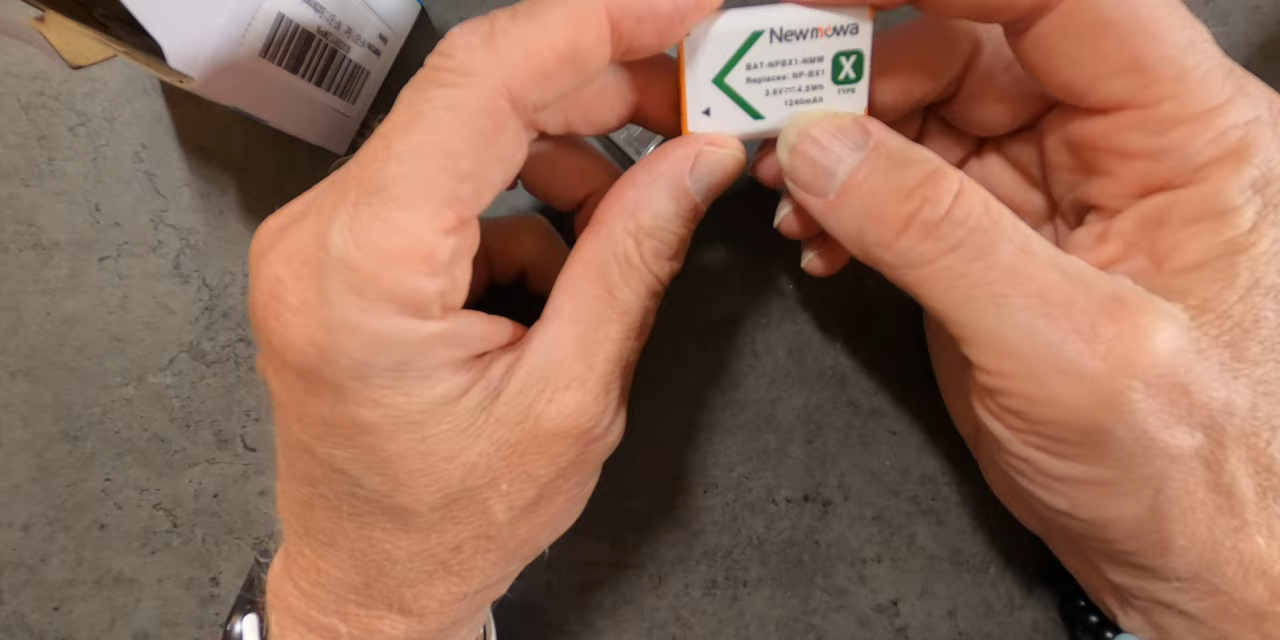 Newmowa
BAT-NPBX1-NMW
Replaces: NP-BX1
3.6V⎓4.5Wh
1240mAh
X
TYPE